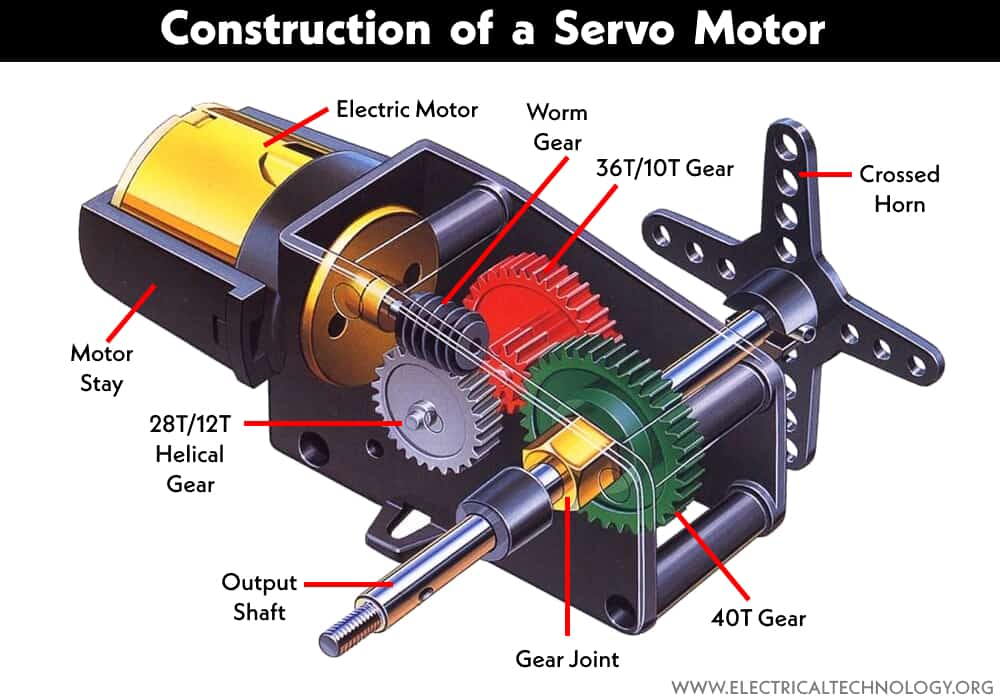 Construction of a Servo Motor
Electric Motor
Worm
Gear
36T/10T Gear
Crossed
Horn
Motor
Stay
28T/12T
Helical
Gear
Output
Shaft
40T Gear
Gear Joint
WWW.ELECTRICALTECHNOLOGY.ORG